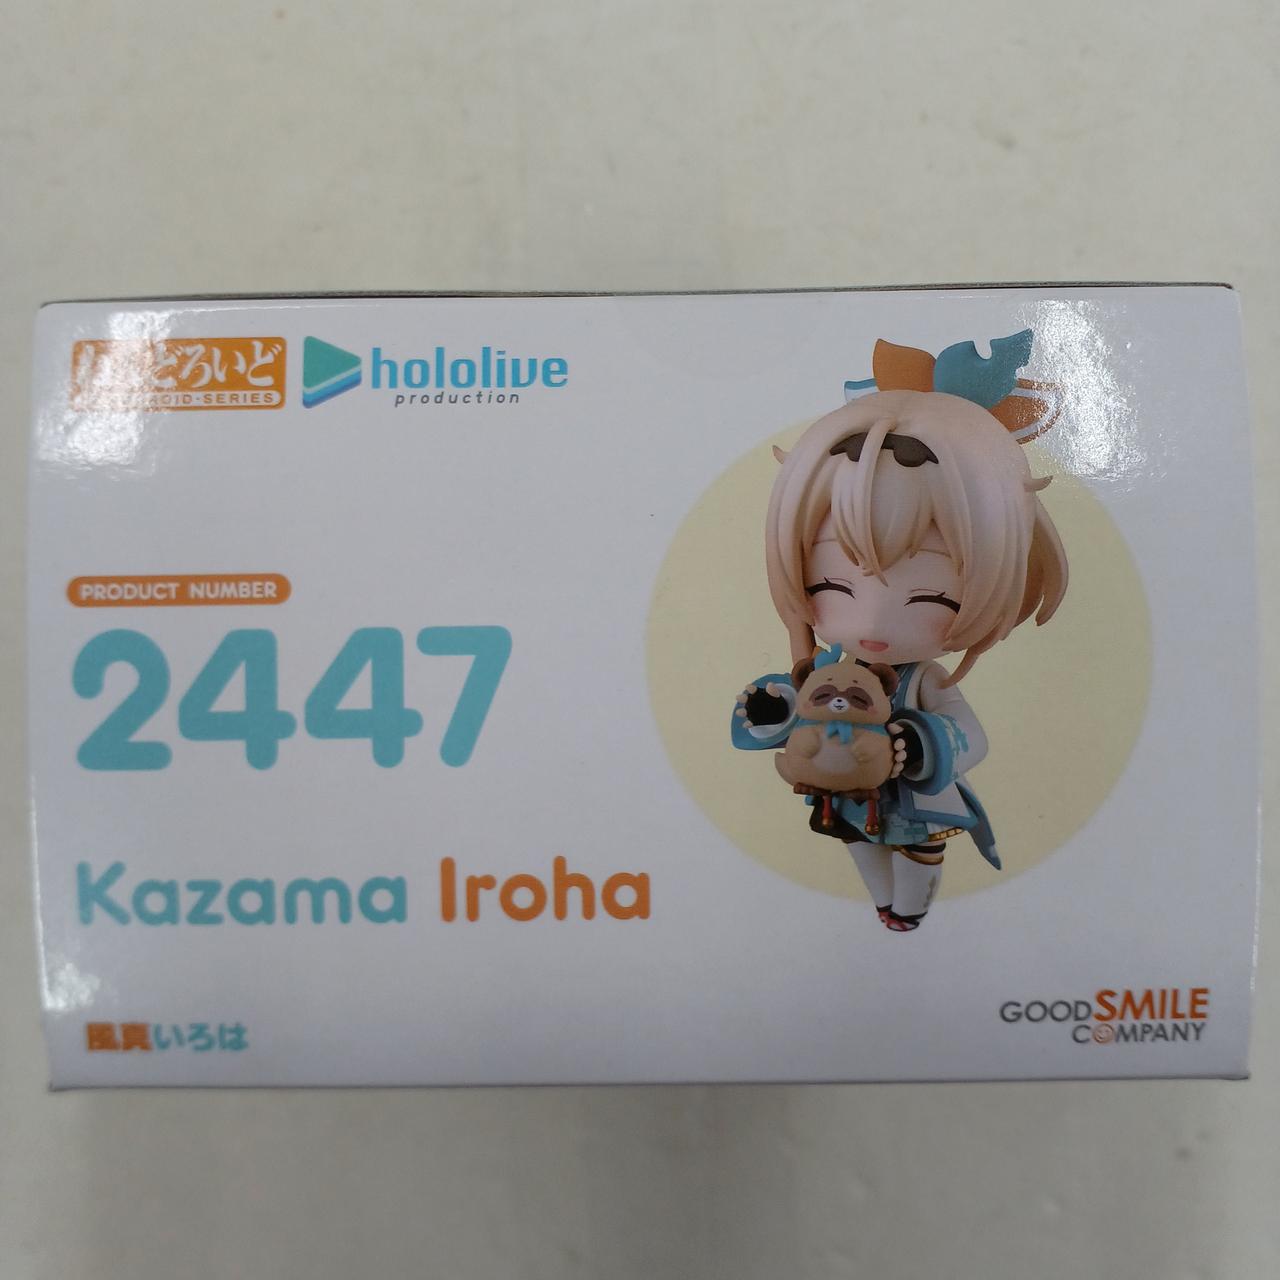 ねんどろいど
hololive
production
PRODUCT NUMBER
2447
Kazama Iroha
風真いろは
GOOD SMILE
COMPANY